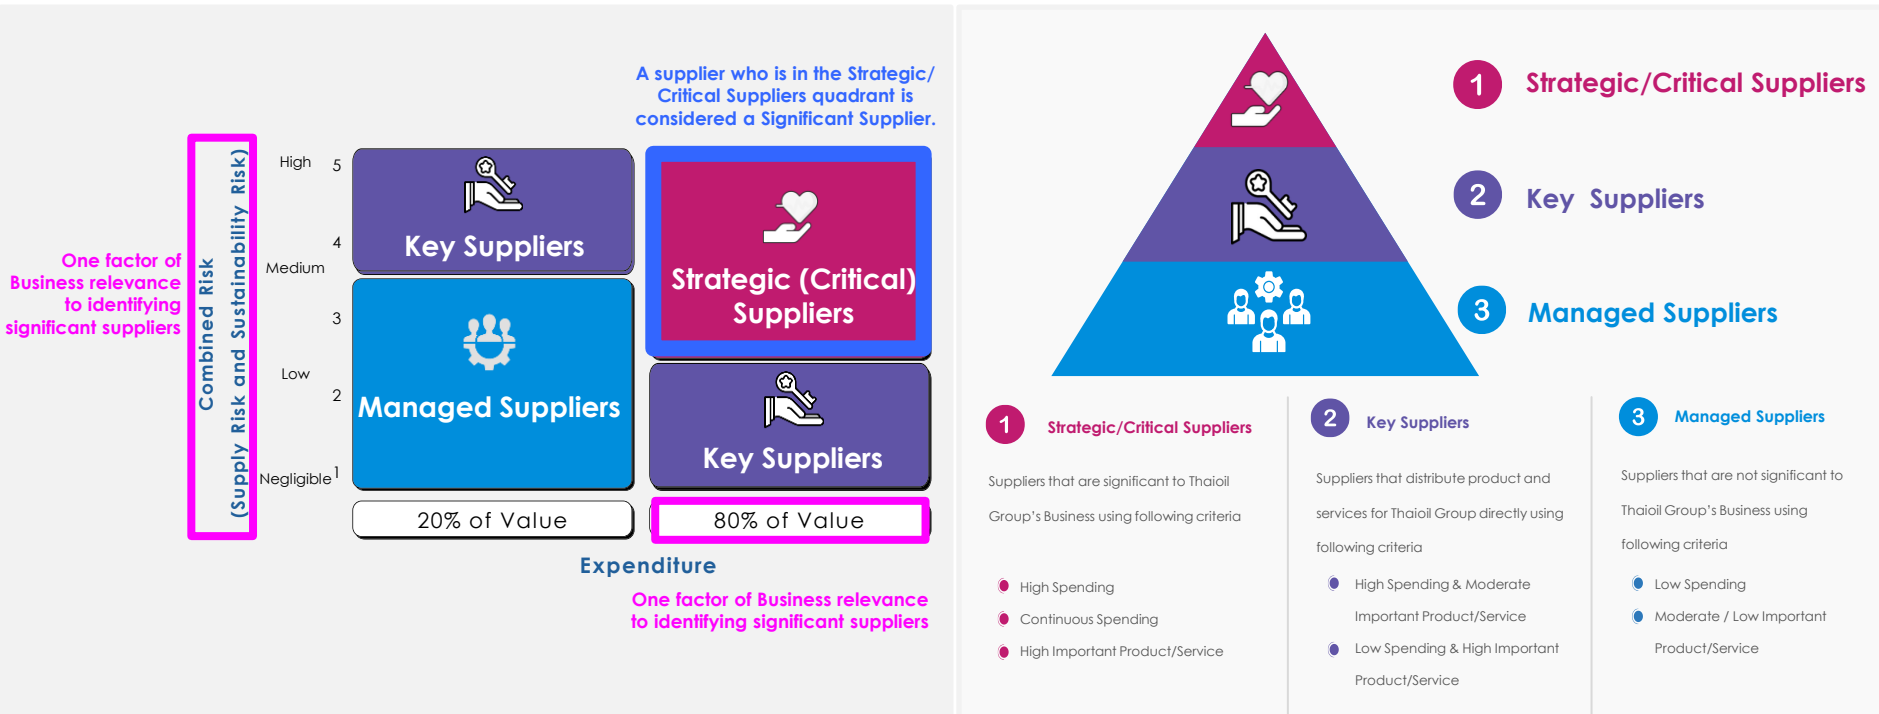 A supplier who is in the Strategic/
Critical Suppliers quadrant is
considered a Significant Supplier.
One factor of
Business relevance
to identifying
significant suppliers
Combined Risk
(Supply Risk and Sustainability Risk)
High 5
4
Medium
3
Low
2
Negligible 1
Key Suppliers
Strategic (Critical)
Suppliers
Managed Suppliers
Key Suppliers
20% of Value
80% of Value
Expenditure
One factor of Business relevance
to identifying significant suppliers
1 Strategic/Critical Suppliers
2 Key Suppliers
3 Managed Suppliers
1 Strategic/Critical Suppliers
Suppliers that are significant to Thaioil
Group's Business using following criteria
High Spending
Continuous Spending
High Important Product/Service
2 Key Suppliers
Suppliers that distribute product and
services for Thaioil Group directly using
following criteria
High Spending & Moderate
Important Product/Service
Low Spending & High Important
Product/Service
3 Managed Suppliers
Suppliers that are not significant to
Thaioil Group's Business using
following criteria
Low Spending
Moderate / Low Important
Product/Service